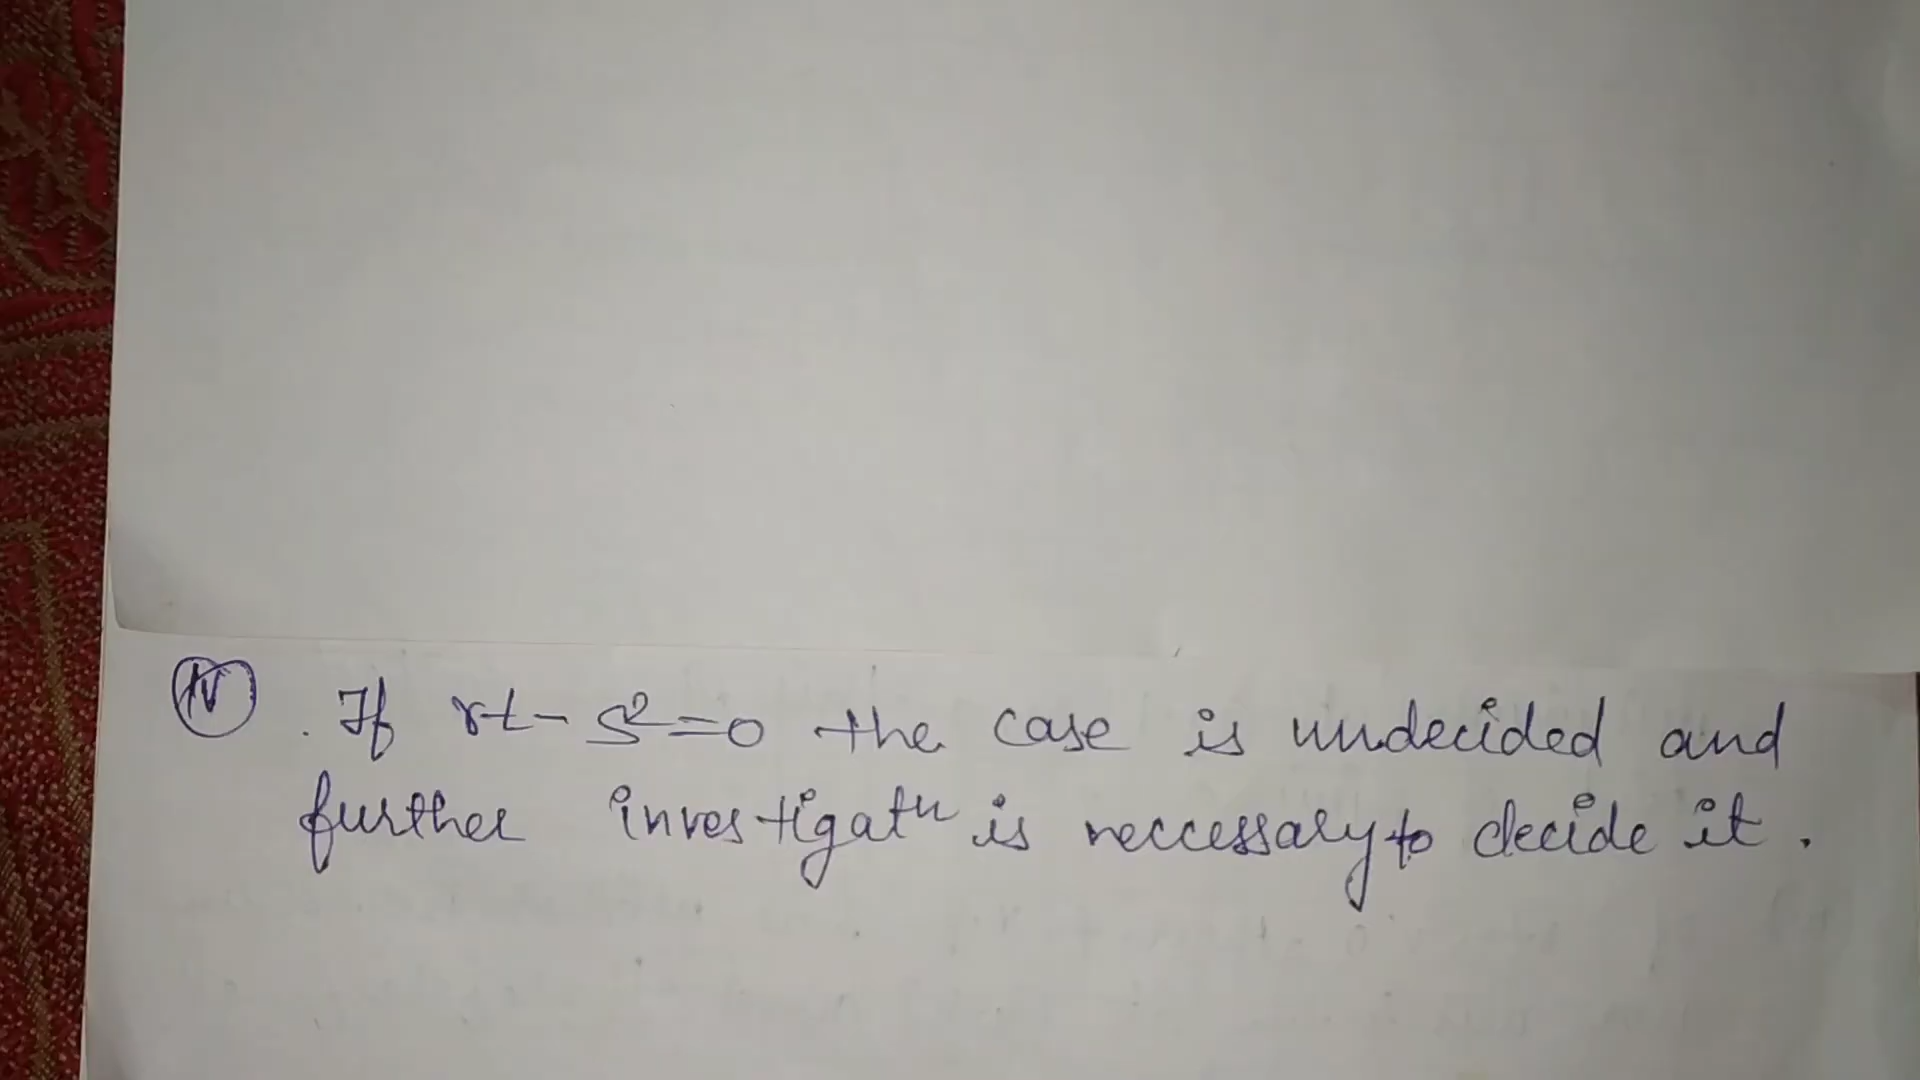 (IV). If rt - S² = 0 the case is undecided and
further investigatn is neccessary to decide it.